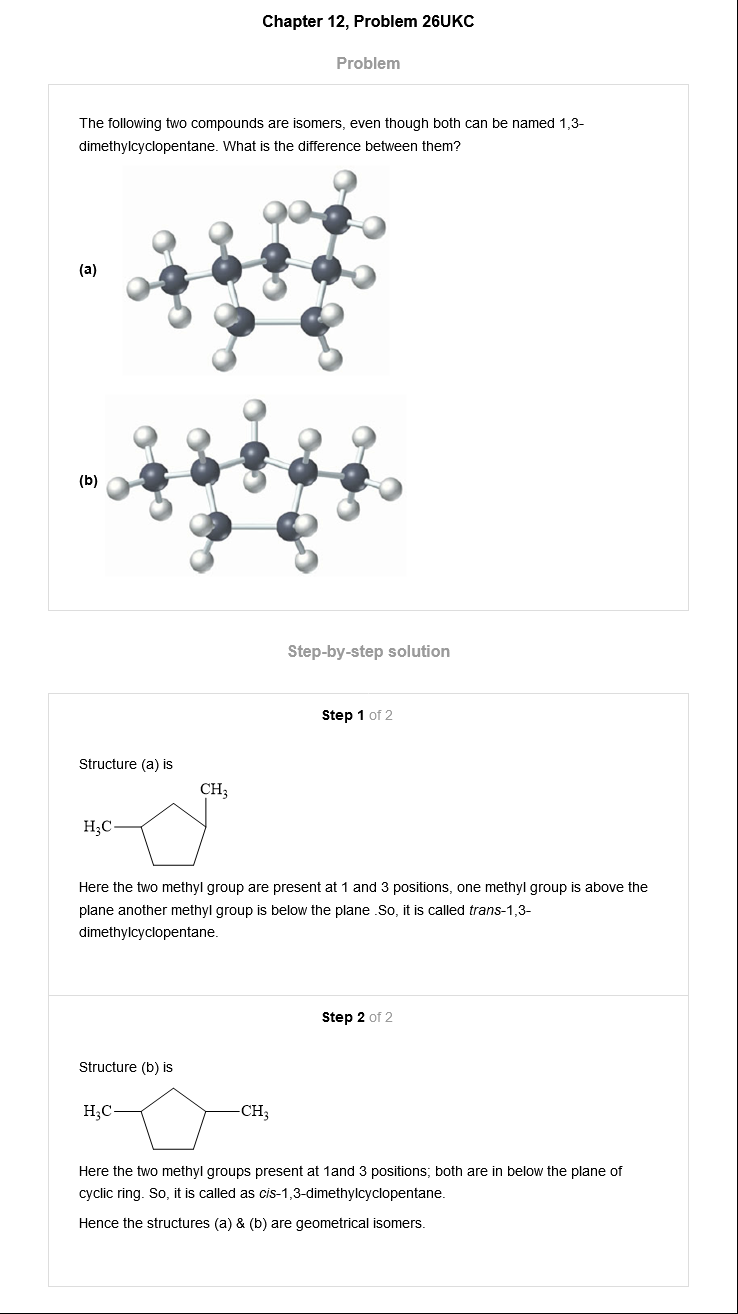 Chapter 12, Problem 26UKC
Problem
The following two compounds are isomers, even though both can be named 1,3-
dimethylcyclopentane. What is the difference between them?
(a)
(b)
Step-by-step solution
Step 1 of 2
Structure (a) is
CH₃
H₃C
Here the two methyl group are present at 1 and 3 positions, one methyl group is above the
plane another methyl group is below the plane .So, it is called trans-1,3-
dimethylcyclopentane.
Step 2 of 2
Structure (b) is
H₃C CH₃
Here the two methyl groups present at 1and 3 positions; both are in below the plane of
cyclic ring. So, it is called as cis-1,3-dimethylcyclopentane.
Hence the structures (a) & (b) are geometrical isomers.